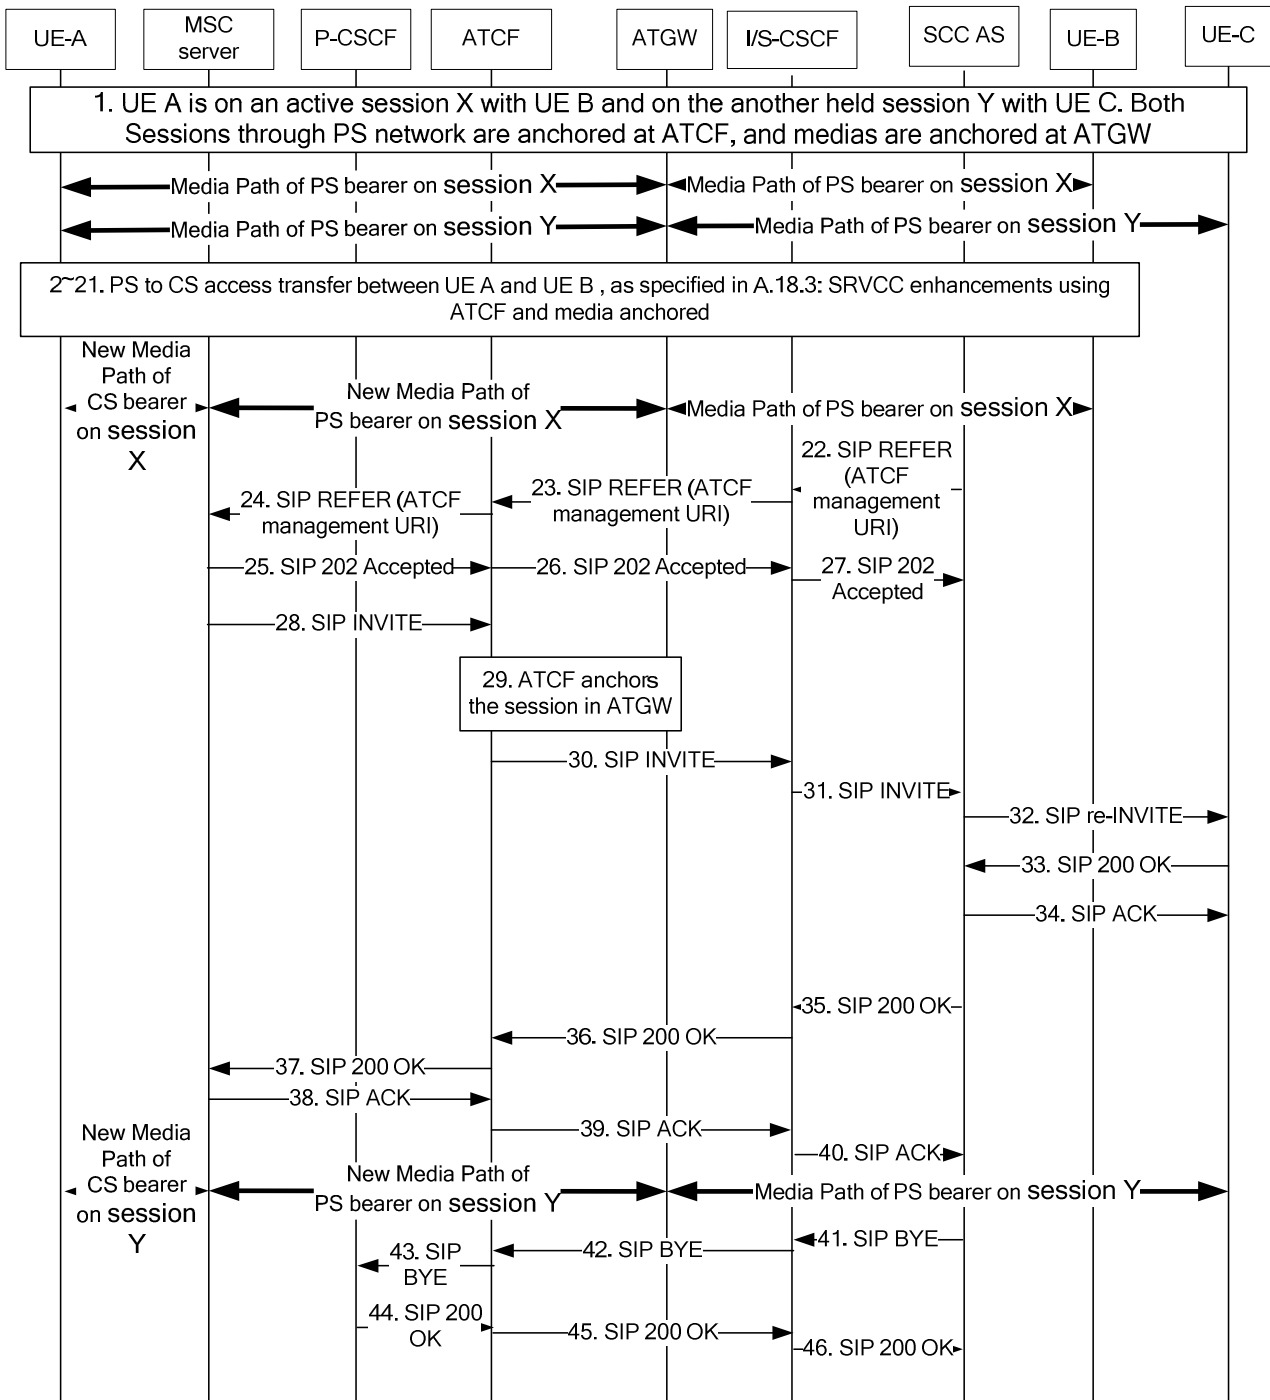 UE-A
MSC
server
P-CSCF
ATCF
ATGW
I/S-CSCF
SCC AS
UE-B
UE-C
1. UE A is on an active session X with UE B and on the another held session Y with UE C. Both
Sessions through PS network are anchored at ATCF, and medias are anchored at ATGW
Media Path of PS bearer on session X
Media Path of PS bearer on session X
Media Path of PS bearer on session Y
Media Path of PS bearer on session Y
2~21. PS to CS access transfer between UE A and UE B , as specified in A.18.3: SRVCC enhancements using
ATCF and media anchored
New Media
Path of
CS bearer
on session
X
New Media Path of
PS bearer on session X
Media Path of PS bearer on session X
22. SIP REFER
(ATCF
management
URI)
23. SIP REFER (ATCF
management URI)
24. SIP REFER (ATCF
management URI)
25. SIP 202 Accepted
26. SIP 202 Accepted
27. SIP 202
Accepted
28. SIP INVITE
29. ATCF anchors
the session in ATGW
30. SIP INVITE
31. SIP INVITE
32. SIP re-INVITE
33. SIP 200 OK
34. SIP ACK
35. SIP 200 OK
36. SIP 200 OK
37. SIP 200 OK
38. SIP ACK
39. SIP ACK
40. SIP ACK
New Media
Path of
CS bearer
on session
Y
New Media Path of
PS bearer on session Y
Media Path of PS bearer on session Y
41. SIP BYE
42. SIP BYE
43. SIP
BYE
44. SIP 200
OK
45. SIP 200 OK
46. SIP 200 OK